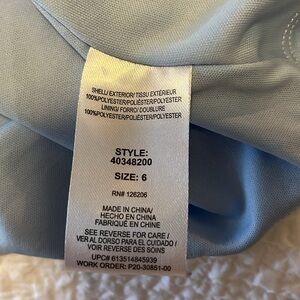 SHELL/ EXTERIOR/ TISSU EXTÉRIEUR
100%POLYESTER/POLIÉSTER/POLYESTER
LINING/ FORRO/ DOUBLURE
100%POLYESTER/POLIÉSTER/POLYESTER
STYLE:
40348200
SIZE: 6
RN# 126206
MADE IN CHINA/
HECHO EN CHINA/
FABRIQUÉ EN CHINE
SEE REVERSE FOR CARE /
VER AL DORSO PARA EL CUIDADO /
VOIR VERSO DES SOINS
UPC# 613514845939
WORK ORDER: P20-30851-00